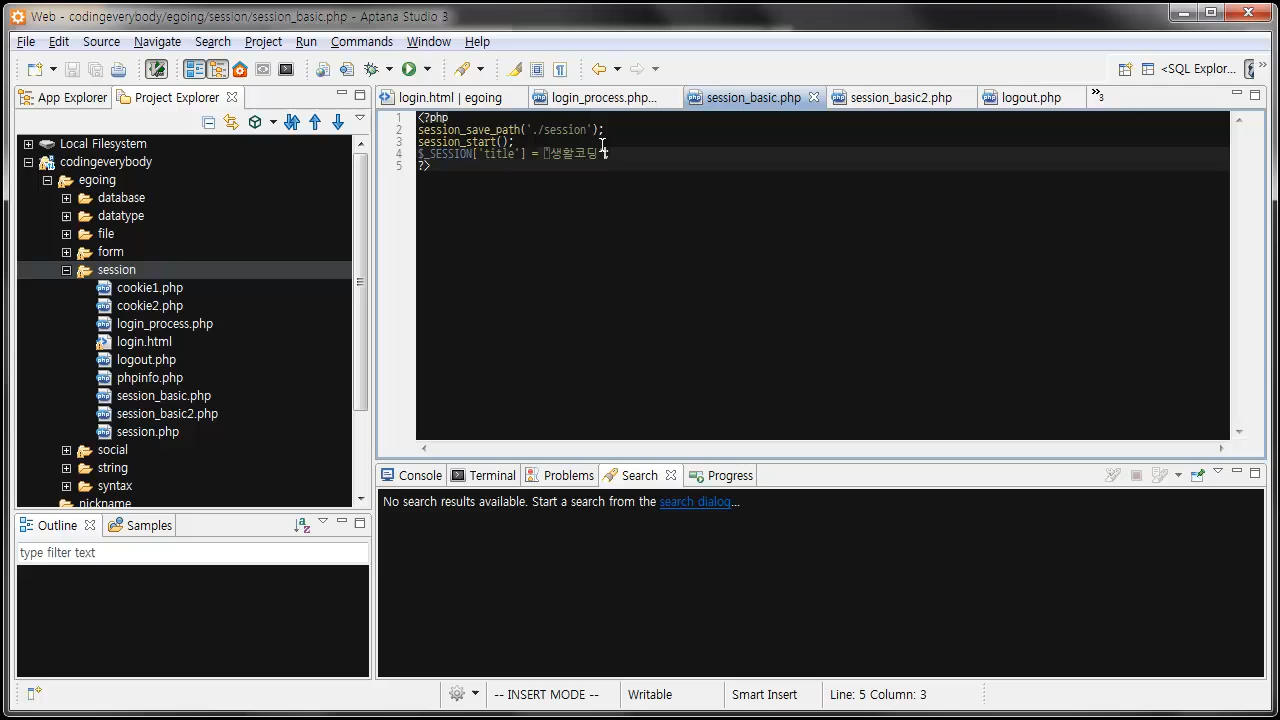 Web - codingeverybody/egoing/session/session_basic.php - Aptana Studio 3
File Edit Source Navigate Search Project Run Commands Window Help
<SQL Explor...
App Explorer Project Explorer
login.html | egoing login_process.php... session_basic.php session_basic2.php logout.php »3
Local Filesystem
codingeverybody
egoing
database
datatype
file
form
session
cookie1.php
cookie2.php
login_process.php
login.html
logout.php
phpinfo.php
session_basic.php
session_basic2.php
session.php
social
string
syntax
nickname
1 <?php
2 session_save_path('./session');
3 session_start();
4 $_SESSION['title'] = 생활코딩
5 ?>
Outline Samples
type filter text
Console Terminal Problems Search Progress
No search results available. Start a search from the search dialog...
-- INSERT MODE -- Writable Smart Insert Line: 5 Column: 3